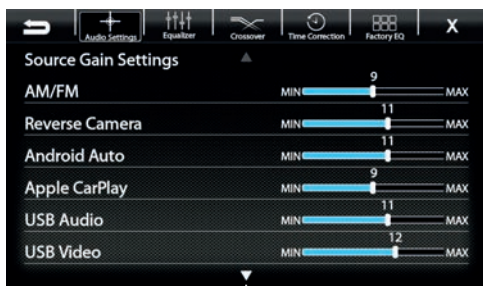 Audio Settings Equalizer Crossover Time Correction Factory EQ X
Source Gain Settings
9
AM/FM MIN MAX
11
Reverse Camera MIN MAX
11
Android Auto MIN MAX
9
Apple CarPlay MIN MAX
11
USB Audio MIN MAX
12
USB Video MIN MAX